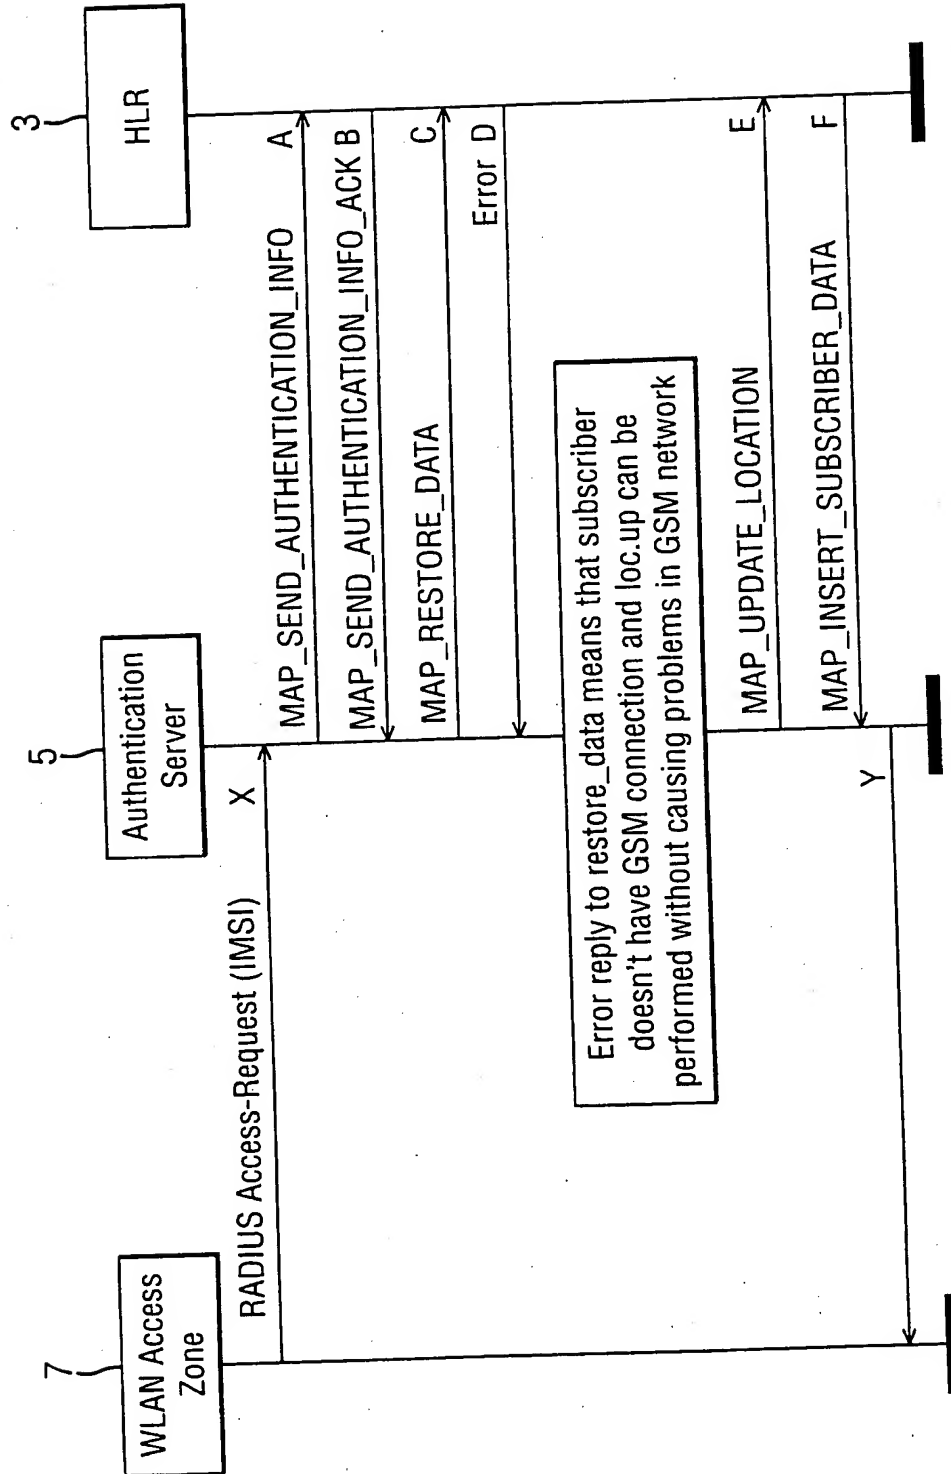 7
WLAN Access
Zone
5
Authentication
Server
3
HLR
RADIUS Access-Request (IMSI)
X
MAP_SEND_AUTHENTICATION_INFO
A
MAP_SEND_AUTHENTICATION_INFO_ACK B
MAP_RESTORE_DATA
C
Error D
Error reply to restore_data means that subscriber
doesn't have GSM connection and loc.up can be
performed without causing problems in GSM network
MAP_UPDATE_LOCATION
E
MAP_INSERT_SUBSCRIBER_DATA
F
Y